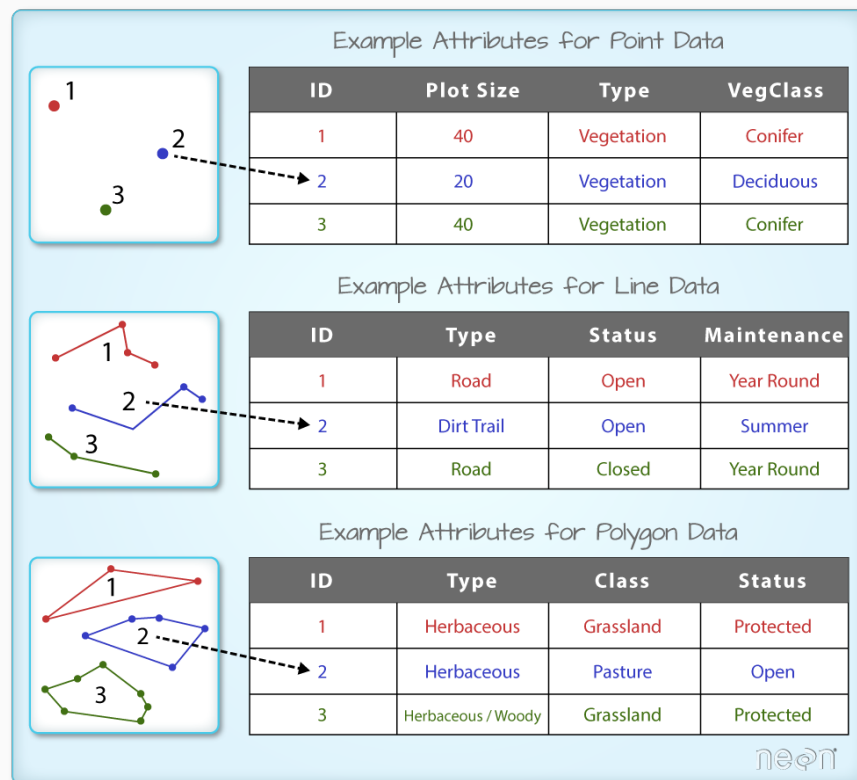 Example Attributes for Point Data
1
2
3
ID Plot Size Type VegClass
1 40 Vegetation Conifer
2 20 Vegetation Deciduous
3 40 Vegetation Conifer
Example Attributes for Line Data
1
2
3
ID Type Status Maintenance
1 Road Open Year Round
2 Dirt Trail Open Summer
3 Road Closed Year Round
Example Attributes for Polygon Data
1
2
3
ID Type Class Status
1 Herbaceous Grassland Protected
2 Herbaceous Pasture Open
3 Herbaceous / Woody Grassland Protected
neon